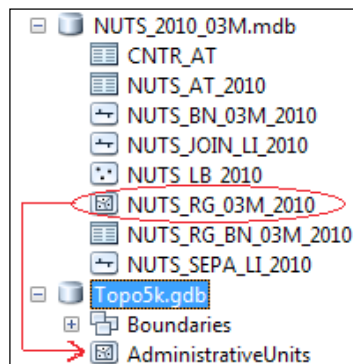 NUTS_2010_03M.mdb
CNTR_AT
NUTS_AT_2010
NUTS_BN_03M_2010
NUTS_JOIN_LI_2010
NUTS_LB_2010
NUTS_RG_03M_2010
NUTS_RG_BN_03M_2010
NUTS_SEPA_LI_2010
Topo5k.gdb
Boundaries
AdministrativeUnits